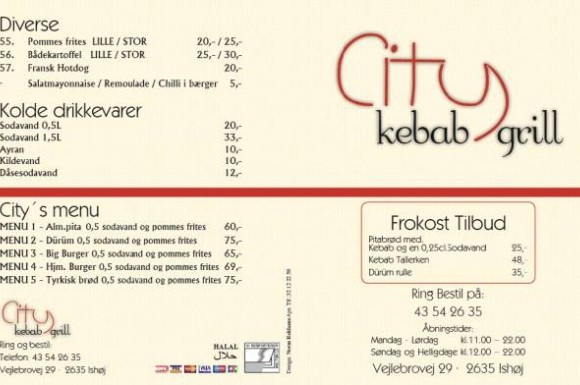 Diverse
55. Pommes frites LILLE / STOR 20,- / 25,-
56. Bådekartoffel LILLE / STOR 25,- / 30,-
57. Fransk Hotdog 20,-
- Salatmayonnaise / Remoulade / Chilli i bærger 5,-
Kolde drikkevarer
Sodavand 0,5L 20,-
Sodavand 1,5L 33,-
Ayran 10,-
Kildevand 10,-
Dåsesodavand 12,-
City
kebab grill
City´s menu
MENU 1 - Alm.pita 0,5 sodavand og pommes frites 60,-
MENU 2 - Dürüm 0,5 sodavand og pommes frites 75,-
MENU 3 - Big Burger 0,5 sodavand og pommes frites 65,-
MENU 4 - Hjm. Burger 0,5 sodavand og pommes frites 69,-
MENU 5 - Tyrkisk brød 0,5 sodavand og pommes frites 75,-
City
kebab grill
Ring og bestil:
Telefon 43 54 26 35
Vejlebrovej 29 · 2635 Ishøj
HALAL
حلال
Frokost Tilbud
Pitabrød med.
Kebab og en 0,25cl.Sodavand 25,-
Kebab Tallerken 48,-
Dürüm rulle 35,-
Ring Bestil på:
43 54 26 35
Åbningstider:
Mandag - Lørdag kl.11.00 – 22.00
Søndag og Helligdage kl.12.00 – 22.00
Vejlebrovej 29 · 2635 Ishøj